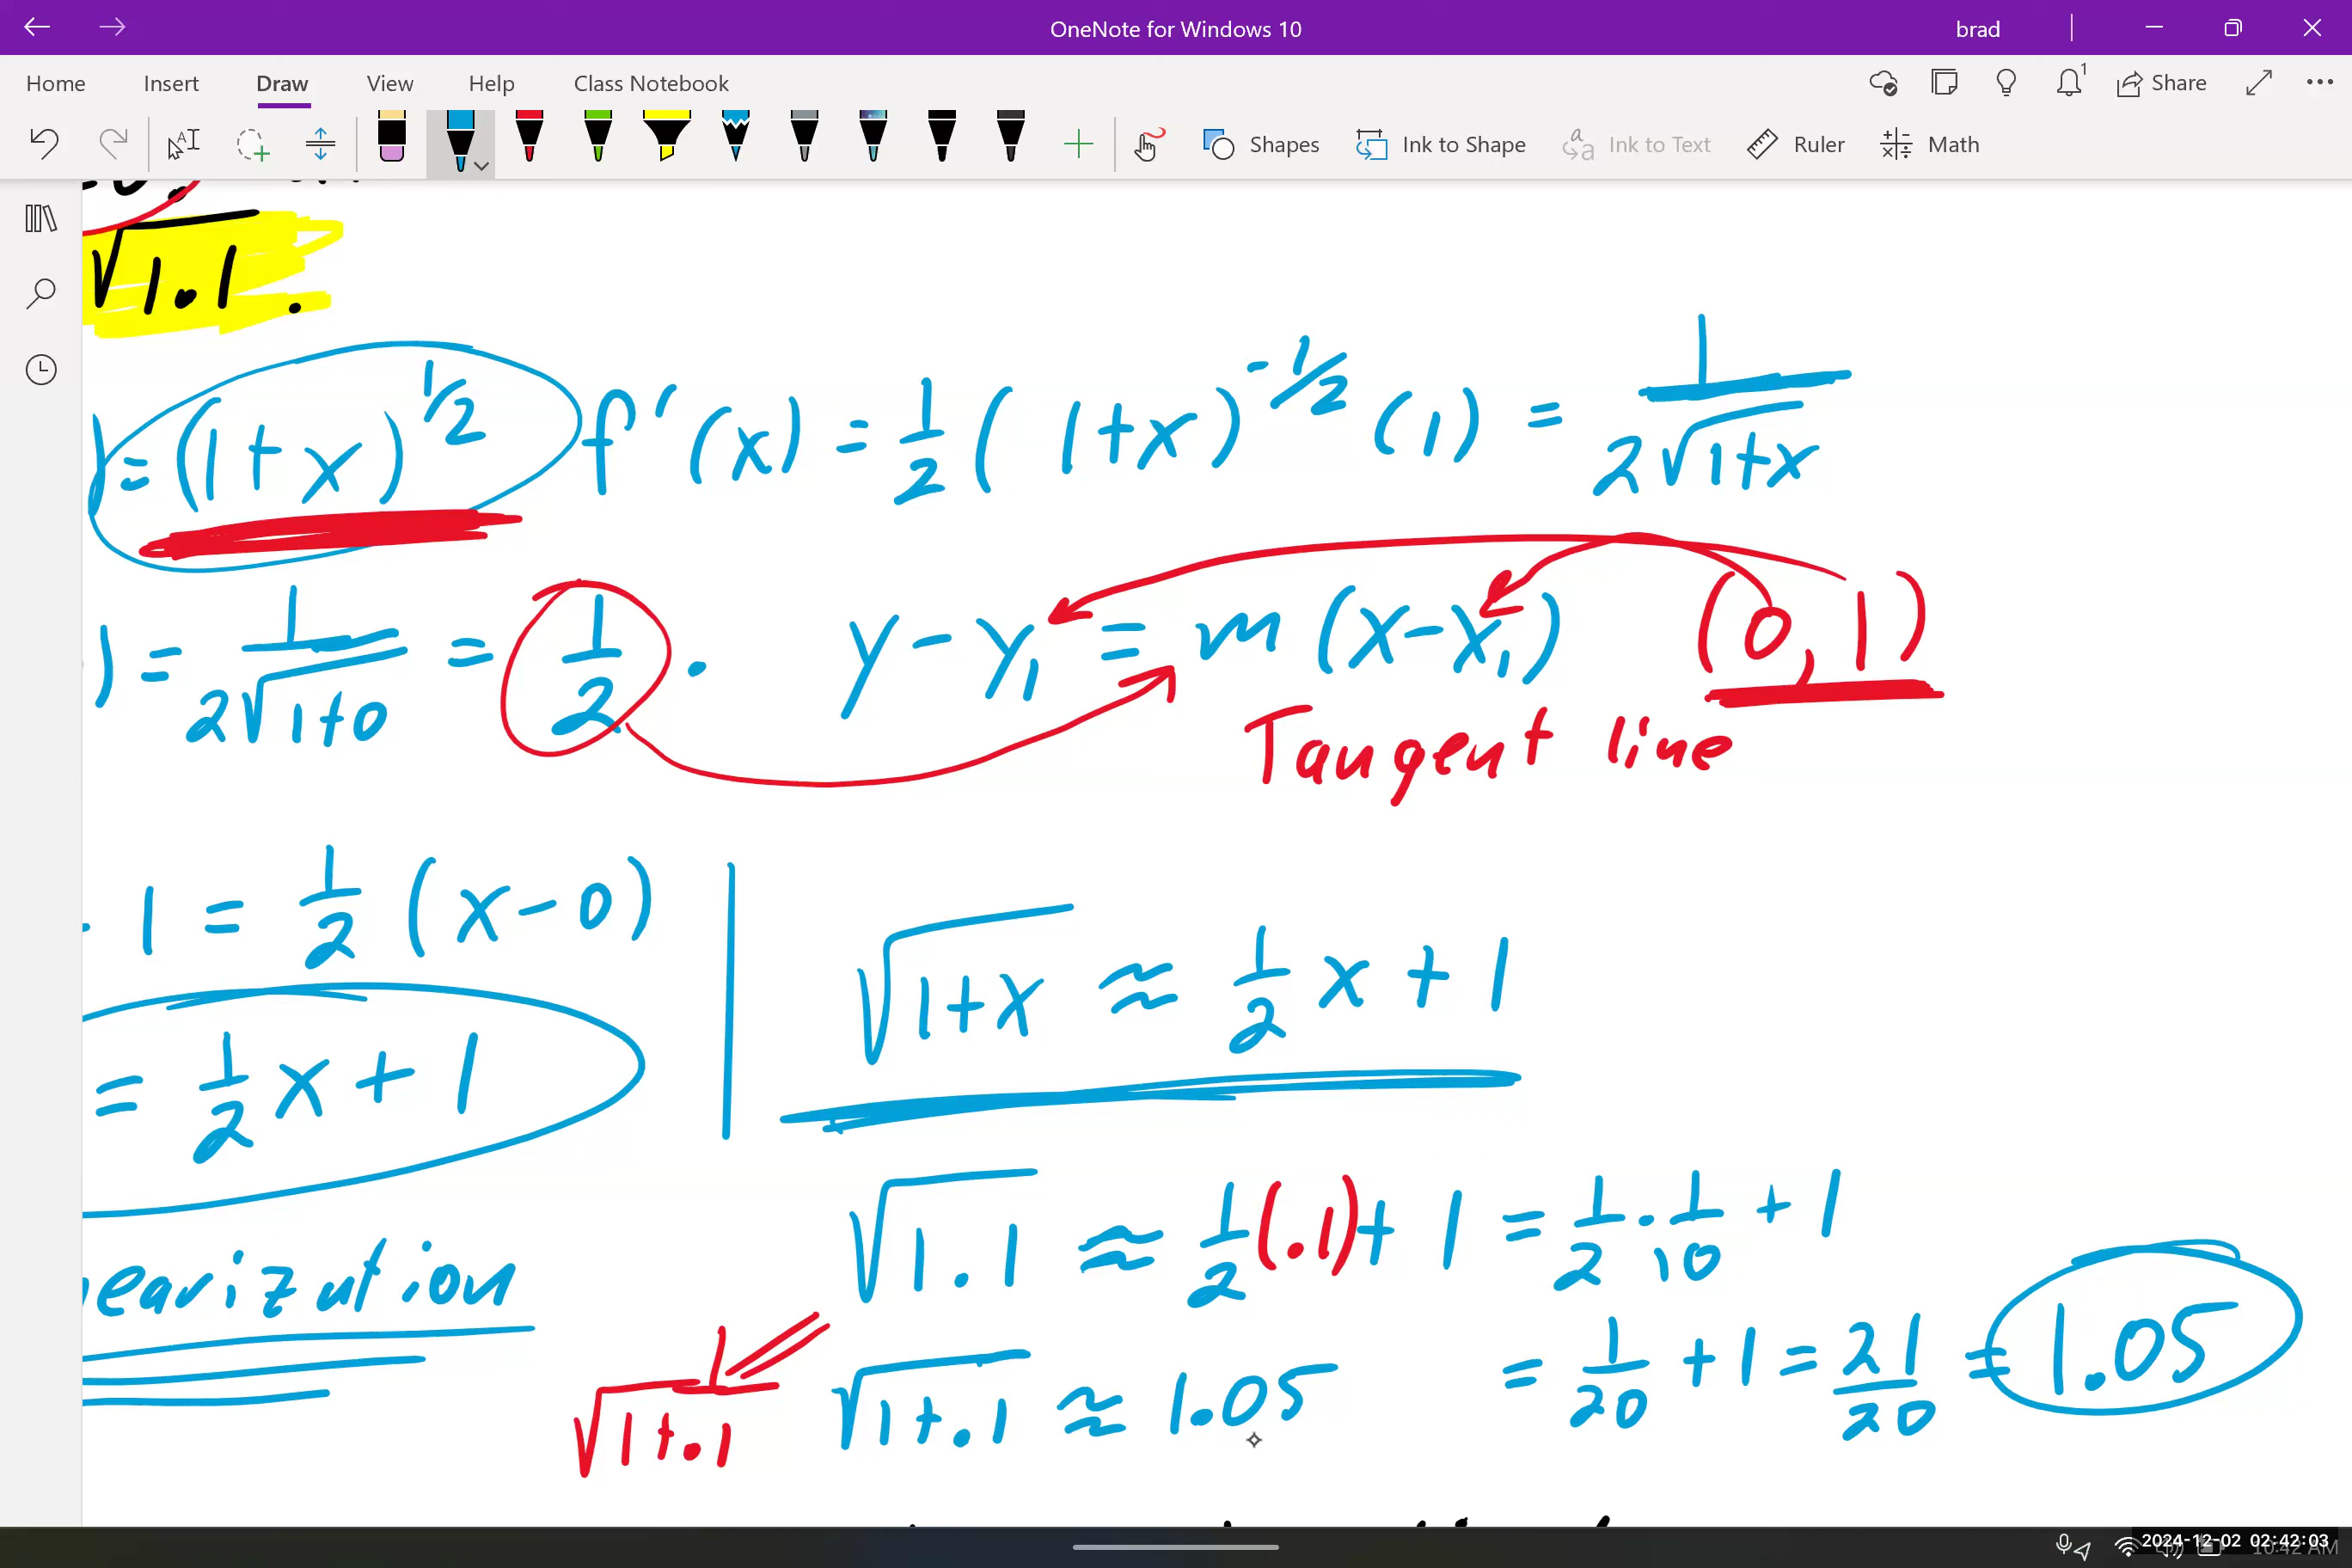 OneNote for Windows 10
brad
Home Insert Draw View Help Class Notebook
1 Share
Shapes Ink to Shape Ink to Text Ruler Math
√1.1 .
) = (1+x)^1/2 f'(x) = 1/2 (1+x)^-1/2 (1) = 1/(2√1+x)
) = 1/(2√1+0) = 1/2 . y - y₁ = m (x-x₁) (0,1)
Tangent line
1 = 1/2 (x-0)
√1+x ≈ 1/2 x + 1
= 1/2 x + 1
√1.1 ≈ 1/2 (.1) + 1 = 1/2 · 1/10 + 1
earization
√1+.1 √1+.1 ≈ 1.05 = 1/20 + 1 = 21/20 = 1.05
2024-12-02 02:42:03